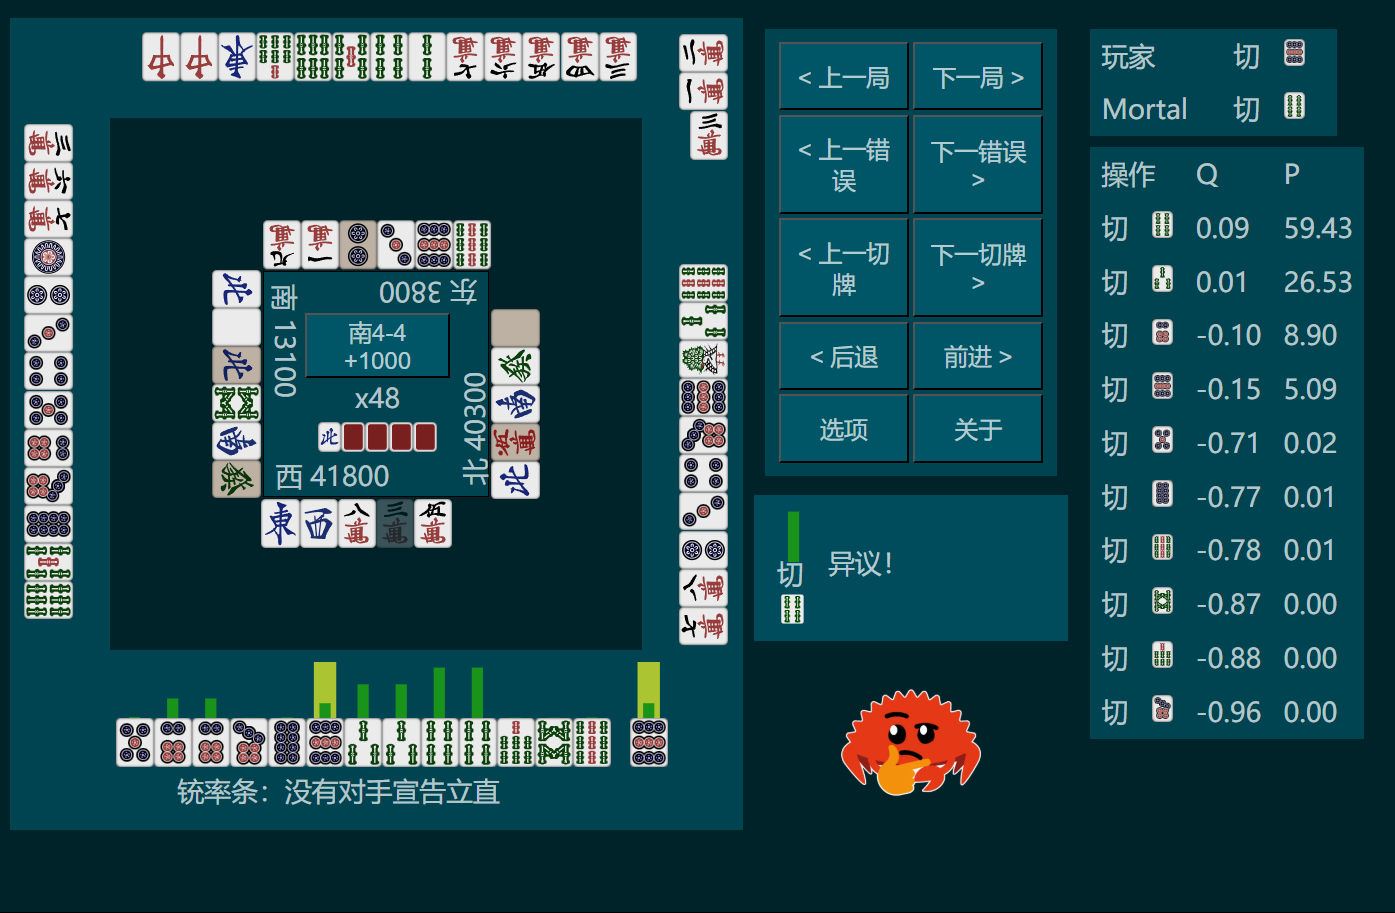 < 上一局
下一局 >
< 上一错
误
下一错误
>
< 上一切
牌
下一切牌
>
< 后退
前进 >
选项
关于
玩家 切
Mortal 切
操作 Q P
切 0.09 59.43
切 0.01 26.53
切 -0.10 8.90
切 -0.15 5.09
切 -0.71 0.02
切 -0.77 0.01
切 -0.78 0.01
切 -0.87 0.00
切 -0.88 0.00
切 -0.96 0.00
东 3800
南 13100
南4-4
+1000
x48
北 40300
西 41800
切
异议!
铳率条：没有对手宣告立直